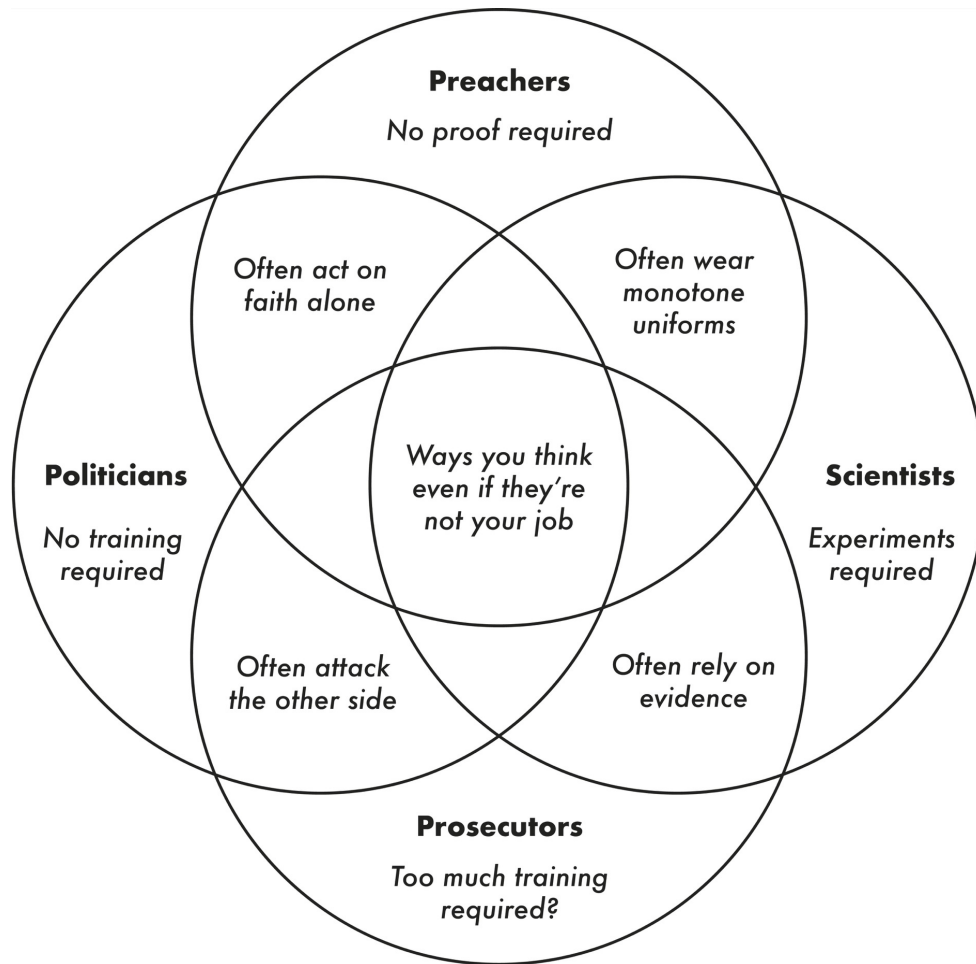 Preachers
No proof required
Often act on
faith alone
Often wear
monotone
uniforms
Politicians
No training
required
Ways you think
even if they're
not your job
Scientists
Experiments
required
Often attack
the other side
Often rely on
evidence
Prosecutors
Too much training
required?